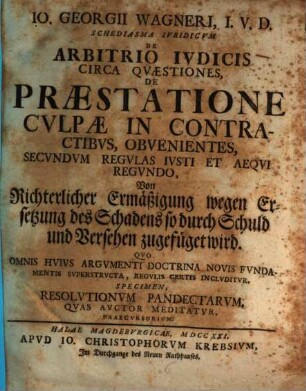 IO. GEORGII WAGNERI, I. V. D.
SCHEDIASMA IVRIDICVM
DE
ARBITRIO IVDICIS
CIRCA QVÆSTIONES,
DE
PRÆSTATIONE
CVLPÆ IN CONTRA-
CTIBVS, OBVENIENTES,
SECVNDVM REGVLAS IVSTI ET AEQVI
REGVNDO,
Von
Richterlicher Ermäßigung wegen Er-
setzung des Schadens so durch Schuld
und Versehen zugefüget wird.
QVO
OMNIS HVIVS ARGVMENTI DOCTRINA NOVIS FVNDA-
MENTIS SVPERSTRVCTA, REGVLIS CERTIS INCLVDITVR,
SPECIMEN,
RESOLVTIONVM PANDECTARVM,
QVAS AVCTOR MEDITATVR,
PRAECVRSORIVM.
HALAE MAGDEBVRGICAE, MDCCXXI.
APVD IO. CHRISTOPHORVM KREBSIVM,
Im Durchgange des Neuen Rathhauses.